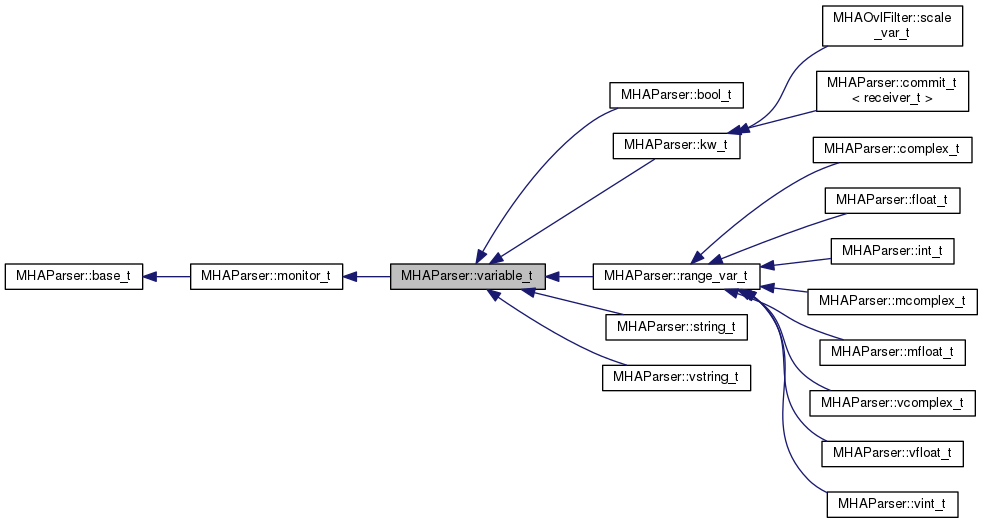 MHAOvlFilter::scale
_var_t
MHAParser::commit_t
< receiver_t >
MHAParser::bool_t
MHAParser::kw_t
MHAParser::complex_t
MHAParser::float_t
MHAParser::int_t
MHAParser::base_t
MHAParser::monitor_t
MHAParser::variable_t
MHAParser::range_var_t
MHAParser::mcomplex_t
MHAParser::string_t
MHAParser::mfloat_t
MHAParser::vstring_t
MHAParser::vcomplex_t
MHAParser::vfloat_t
MHAParser::vint_t